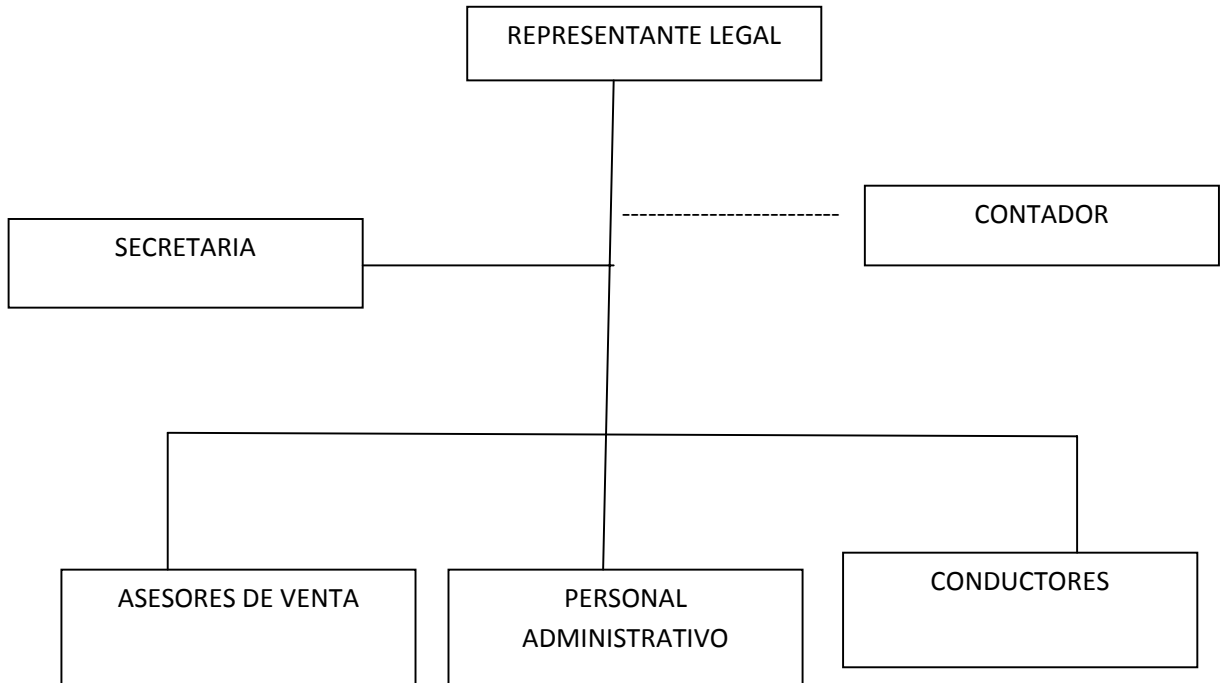 REPRESENTANTE LEGAL
CONTADOR
SECRETARIA
ASESORES DE VENTA
PERSONAL
ADMINISTRATIVO
CONDUCTORES